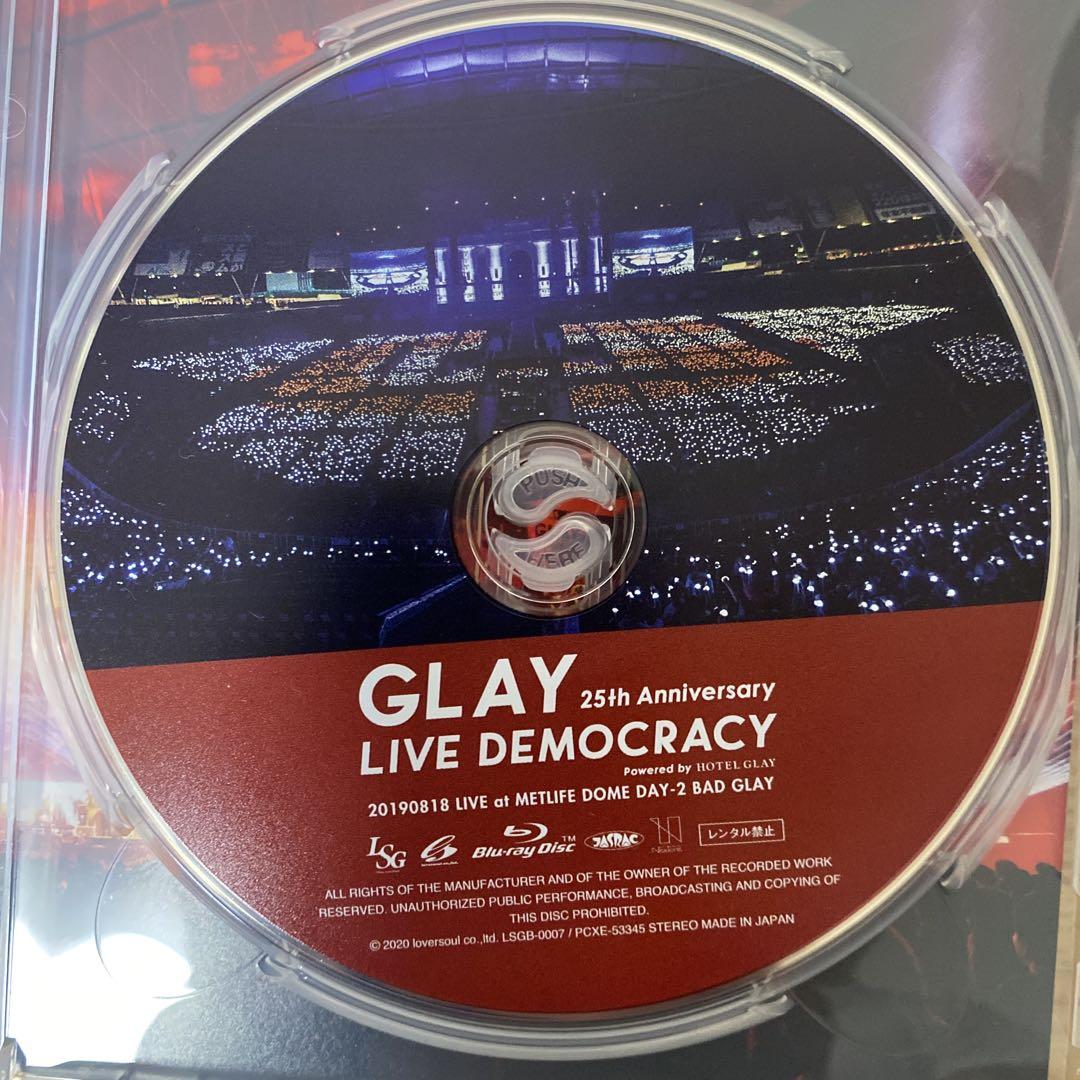 PUSH
HERE
GLAY 25th Anniversary
LIVE DEMOCRACY
Powered by HOTEL GLAY
20190818 LIVE at METLIFE DOME DAY-2 BAD GLAY
LSG
Blu-ray Disc™
JASRAC
レンタル禁止
ALL RIGHTS OF THE MANUFACTURER AND OF THE OWNER OF THE RECORDED WORK
RESERVED. UNAUTHORIZED PUBLIC PERFORMANCE, BROADCASTING AND COPYING OF
THIS DISC PROHIBITED.
© 2020 loversoul co.,ltd. LSGB-0007 / PCXE-53345 STEREO MADE IN JAPAN